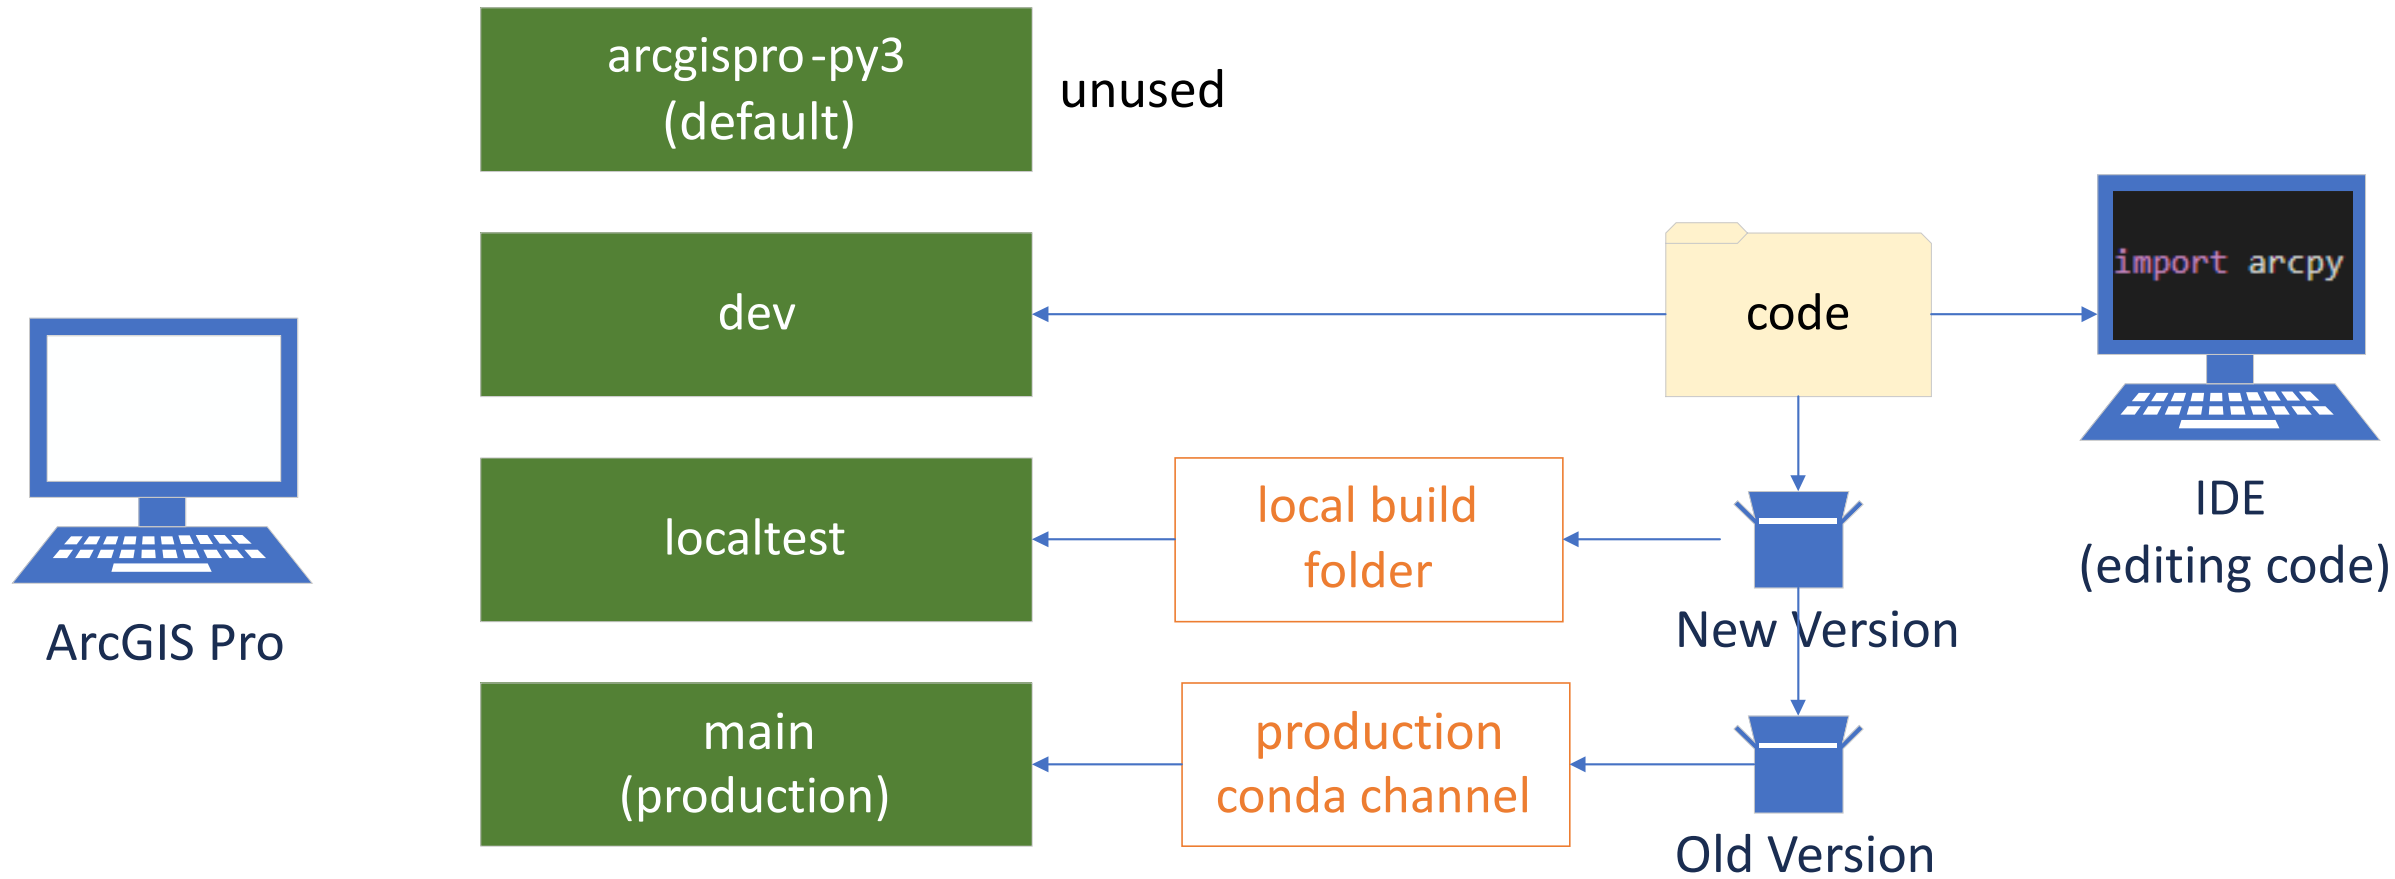 arcgispro-py3
(default)
unused
dev
code
import arcpy
localtest
local build
folder
IDE
(editing code)
ArcGIS Pro
New Version
main
(production)
production
conda channel
Old Version